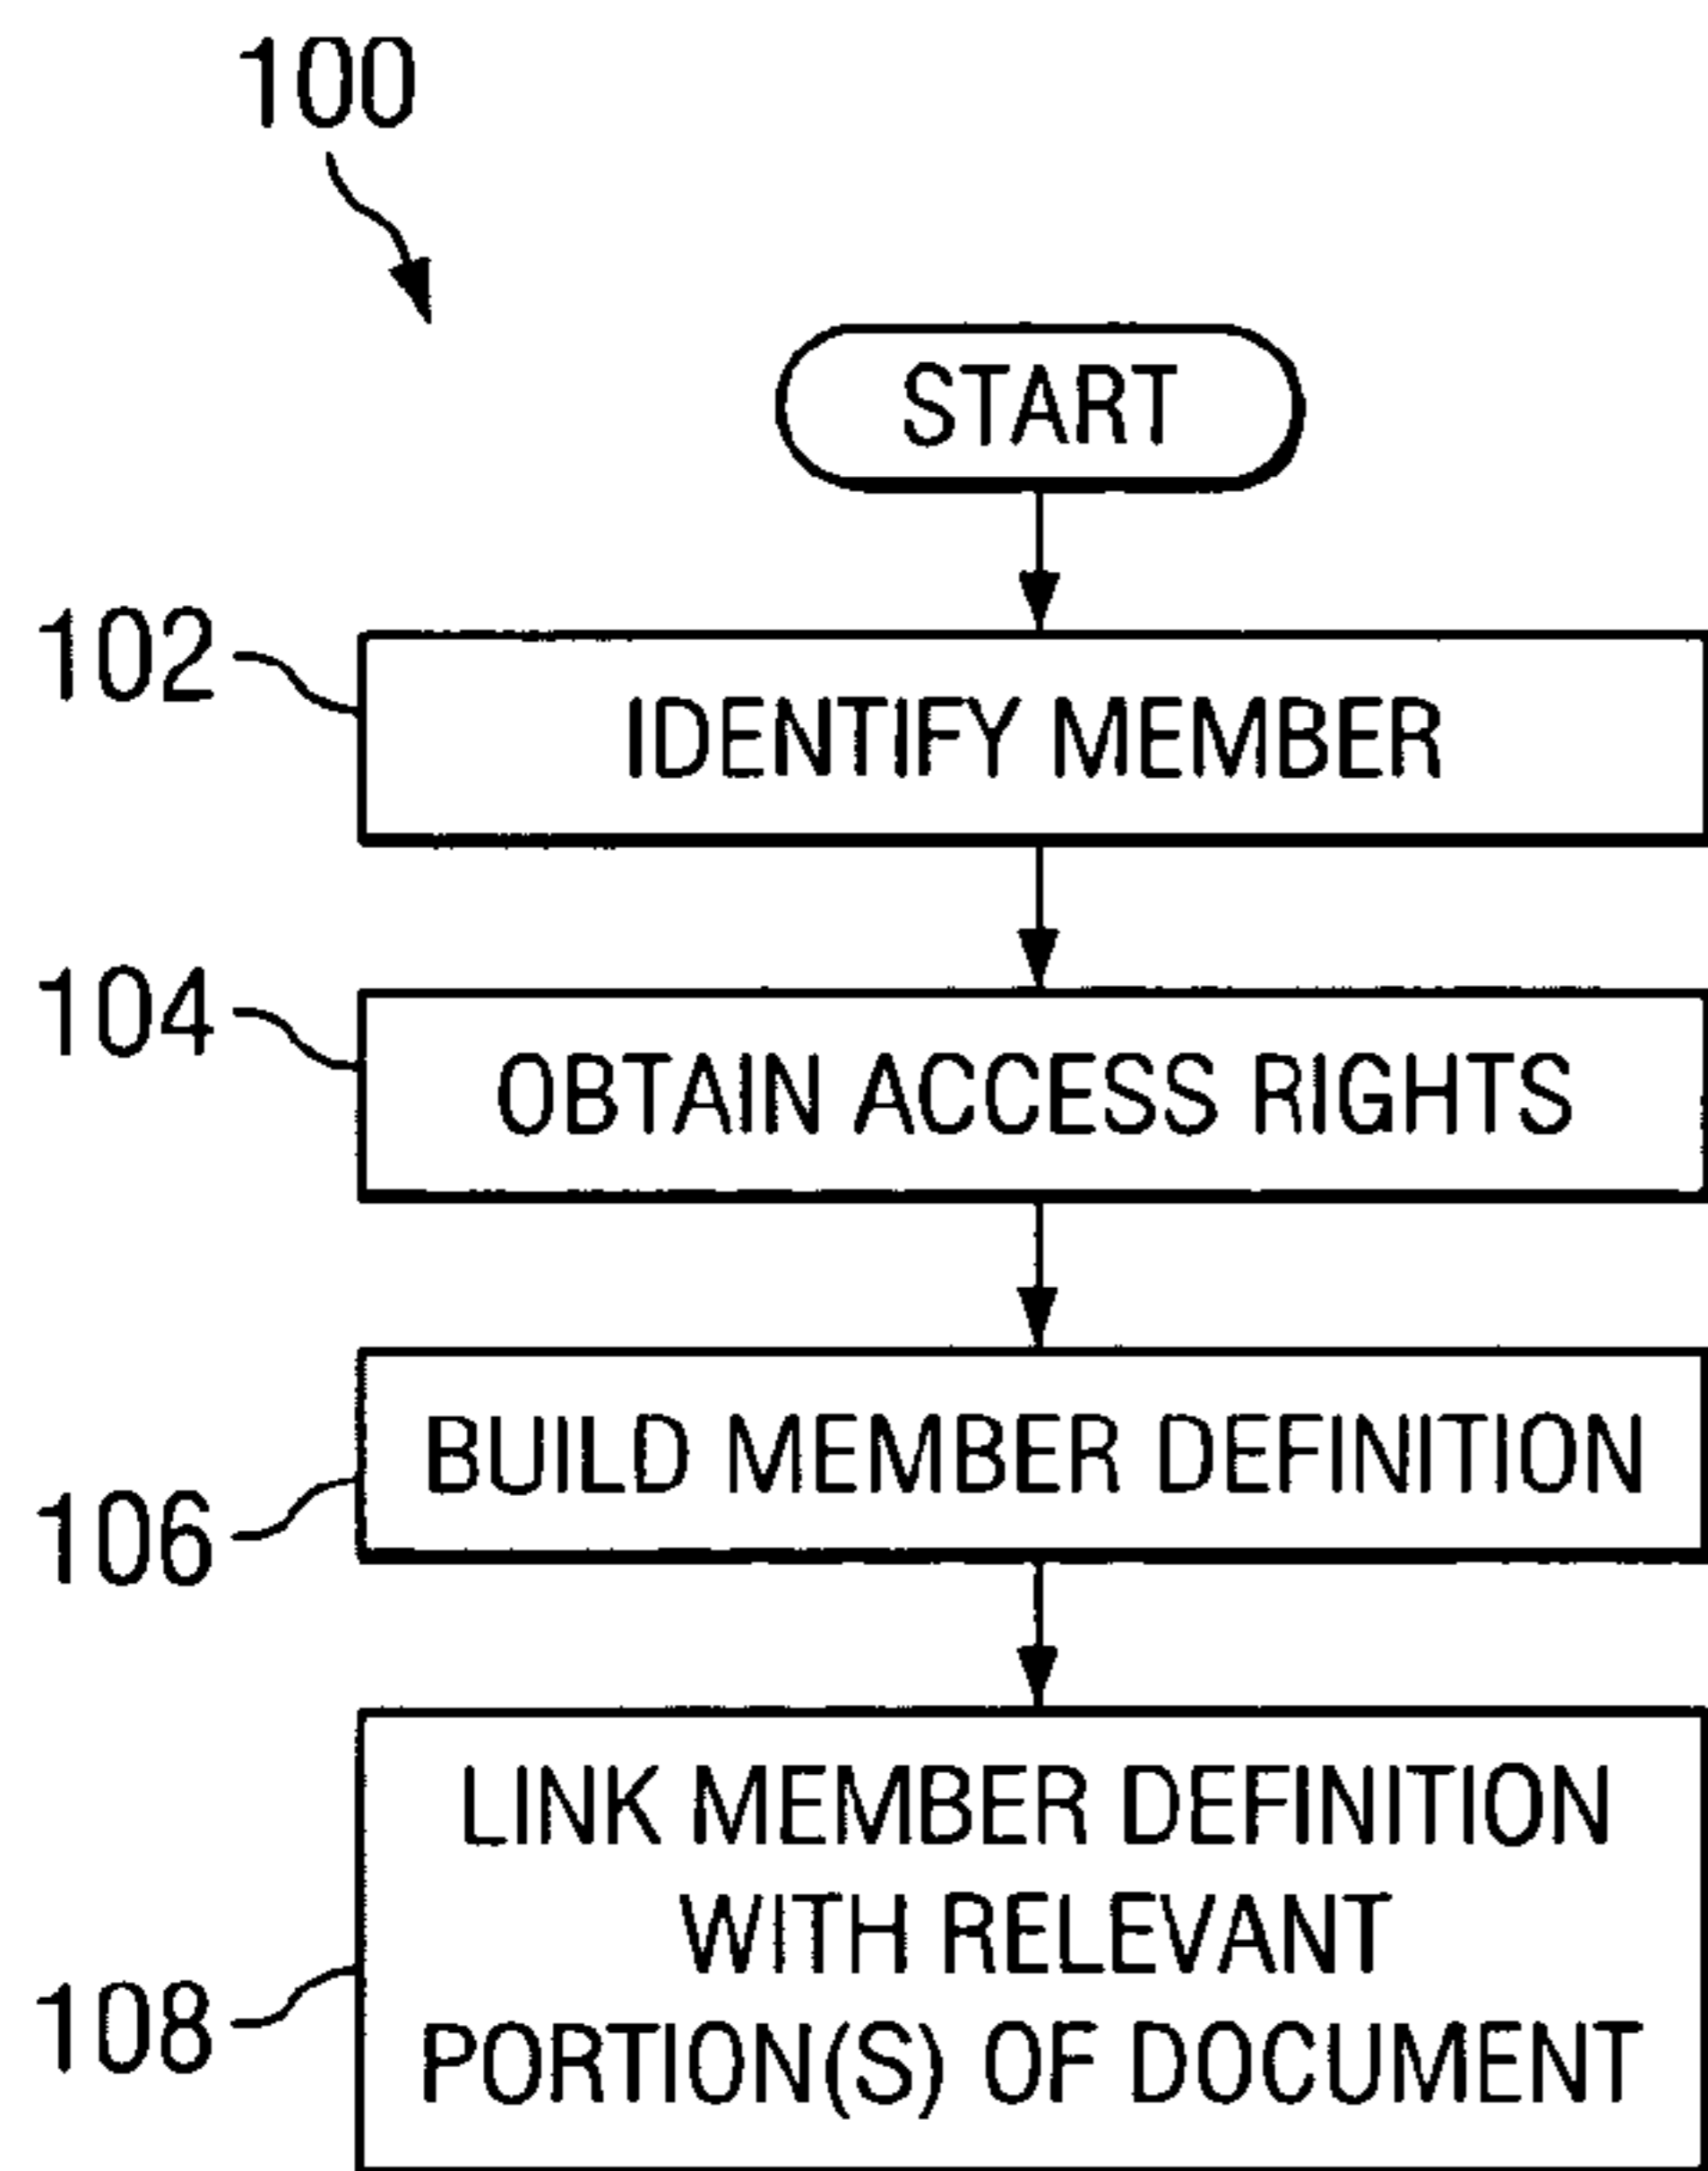 100
START
102
IDENTIFY MEMBER
104
OBTAIN ACCESS RIGHTS
BUILD MEMBER DEFINITION
106
LINK MEMBER DEFINITION
WITH RELEVANT
PORTION(S) OF DOCUMENT
108